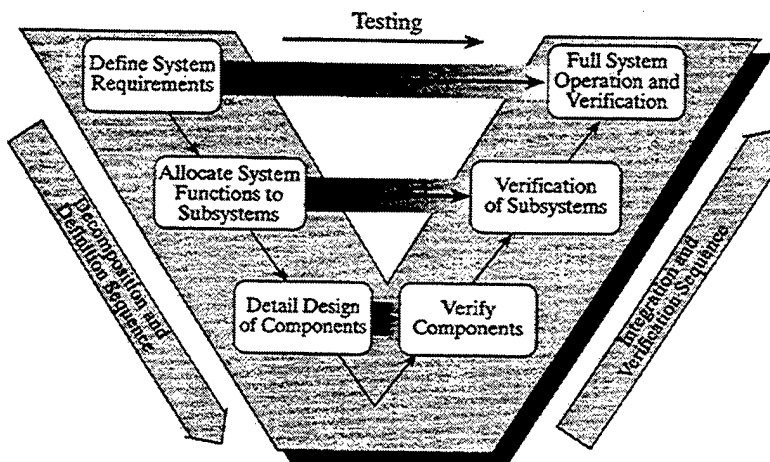 Testing
Define System
Requirements
Full System
Operation and
Verification
Allocate System
Functions to
Subsystems
Verification
of Subsystems
Detail Design
of Components
Verify
Components
Decomposition and
Definition Sequence
Integration and
Verification Sequence